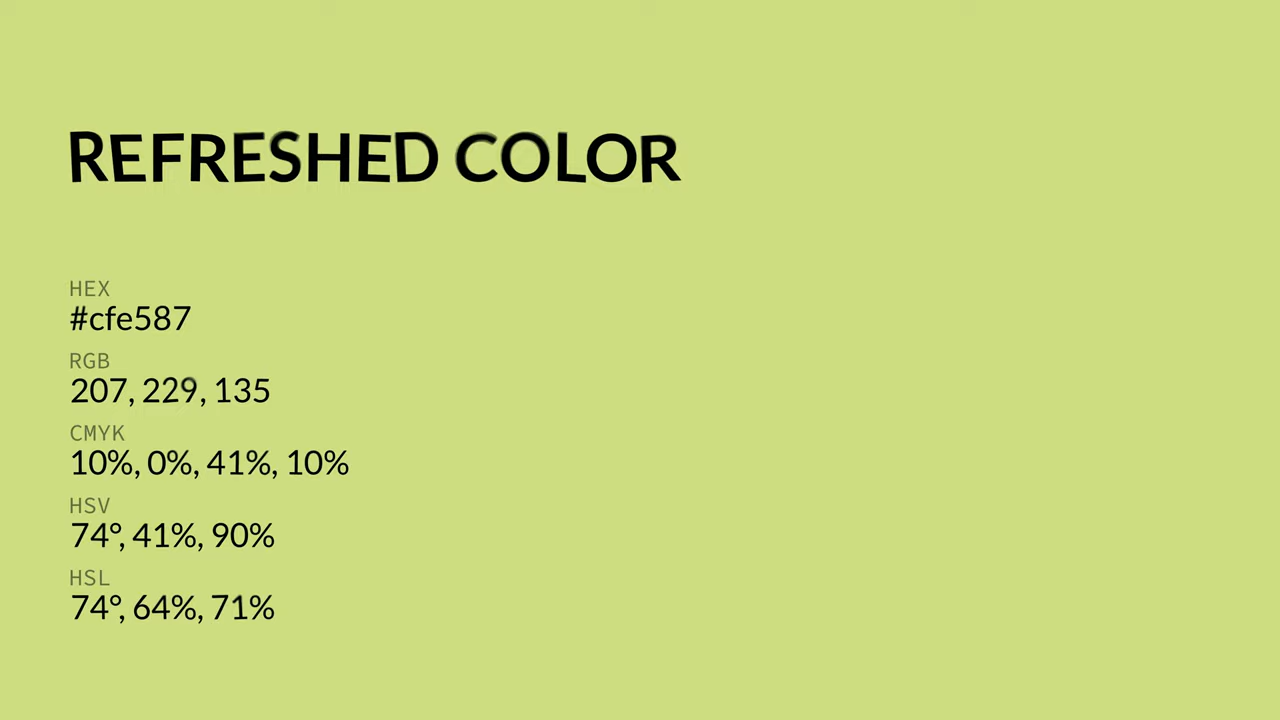 REFRESHED COLOR
HEX
#cfe587
RGB
207, 229, 135
CMYK
10%, 0%, 41%, 10%
HSV
74°, 41%, 90%
HSL
74°, 64%, 71%